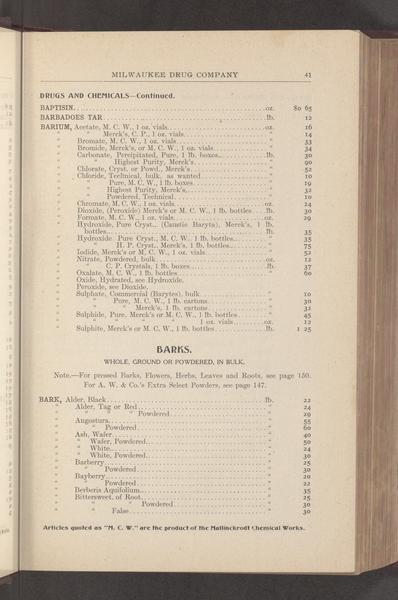 MILWAUKEE DRUG COMPANY 41
DRUGS AND CHEMICALS—Continued.
BAPTISIN oz. $0 65
BARBADOES TAR lb. 12
BARIUM, Acetate, M. C. W., 1 oz. vials oz. 16
" " Merck's, C. P., 1 oz. vials " 14
" Bromate, M. C. W., 1 oz. vials " 33
" Bromide, Merck's, or M. C. W., 1 oz. vials " 34
" Carbonate, Percipitated, Pure, 1 lb. boxes lb. 30
" " Highest Purity, Merck's " 90
" Chlorate, Cryst. or Powd., Merck's " 52
" Chloride, Technical, bulk, as wanted " 10
" " Pure, M. C. W., 1 lb. boxes " 19
" " Highest Purity, Merck's " 32
" " Powdered, Technical " 10
" Chromate, M. C. W., 1 oz. vials oz. 24
" Dioxide, (Peroxide) Merck's or M. C. W., 1 lb. bottles lb. 30
" Formate, M. C. W., 1 oz. vials oz. 29
" Hydroxide, Pure Cryst., (Caustic Baryta), Merck's, 1 lb.
bottles lb. 35
" Hydroxide Pure Cryst., M. C. W. 1 lb. bottles " 35
" " H. P. Cryst., Merck's, 1 lb. bottles " 75
" Iodide, Merck's or M. C. W., 1 oz. vials " 52
" Nitrate, Powdered, bulk oz. 12
" " C. P. Crystals, 1 lb. boxes lb. 37
" Oxalate, M. C. W., 1 lb. bottles " 60
" Oxide, Hydrated, see Hydroxide.
" Peroxide, see Dioxide.
" Sulphate, Commercial (Barytes), bulk " 10
" " Pure, M. C. W., 1 lb. cartons " 30
" " " Merck's, 1 lb. cartons " 32
" Sulphide, Pure, Merck's or M. C. W., 1 lb. bottles " 45
" " " " " 1 oz. vials oz. 12
" Sulphite, Merck's or M. C. W., 1 lb. bottles lb. 1 25
BARKS.
WHOLE, GROUND OR POWDERED, IN BULK.
Note.—For pressed Barks, Flowers, Herbs, Leaves and Roots, see page 150.
For A. W. & Co.'s Extra Select Powders, see page 147.
BARK, Alder, Black lb. 22
" Alder, Tag or Red " 24
" " " " Powdered " 29
" Angostura " 55
" " Powdered " 60
" Ash, Wafer " 40
" " Wafer, Powdered " 50
" " White " 24
" " White, Powdered " 30
" Barberry " 25
" " Powdered " 30
" Bayberry " 20
" " Powdered " 22
" Berberis Aquifolium " 35
" Bittersweet, of Root " 25
" " " Powdered " 30
" " False " 30
Articles quoted as "M. C. W." are the product of the Mallinckrodt Chemical Works.